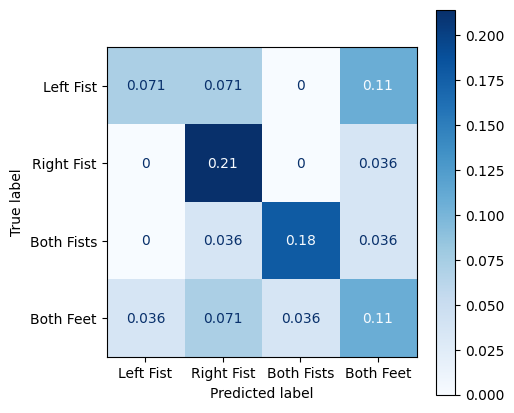 0.200
0.175
0.150
0.125
0.100
0.075
0.050
0.025
0.000
Left Fist 0.071 0.071 0 0.11
Right Fist 0 0.21 0 0.036
Both Fists 0 0.036 0.18 0.036
Both Feet 0.036 0.071 0.036 0.11
Left Fist Right Fist Both Fists Both Feet
Predicted label
True label